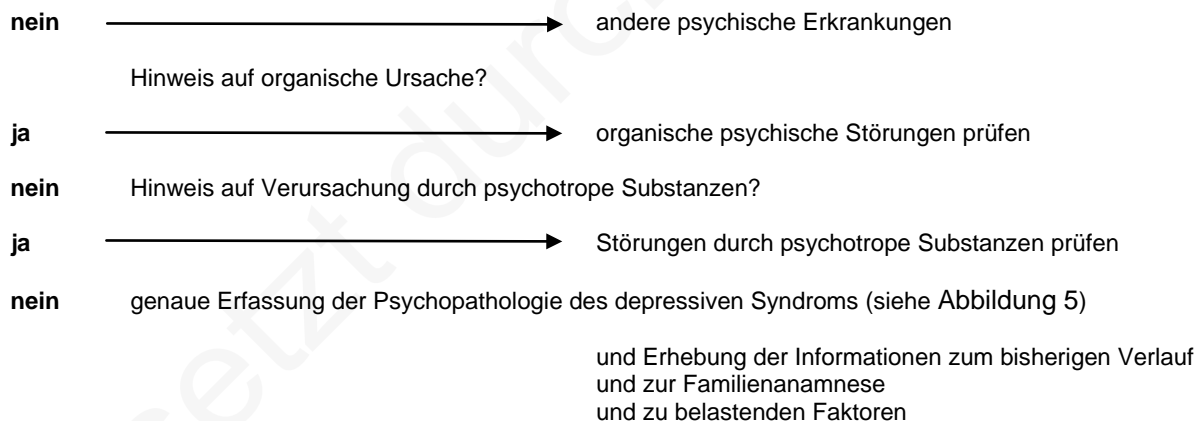 nein andere psychische Erkrankungen
Hinweis auf organische Ursache?
ja organische psychische Störungen prüfen
nein Hinweis auf Verursachung durch psychotrope Substanzen?
ja Störungen durch psychotrope Substanzen prüfen
nein genaue Erfassung der Psychopathologie des depressiven Syndroms (siehe Abbildung 5)
und Erhebung der Informationen zum bisherigen Verlauf
und zur Familienanamnese
und zu belastenden Faktoren